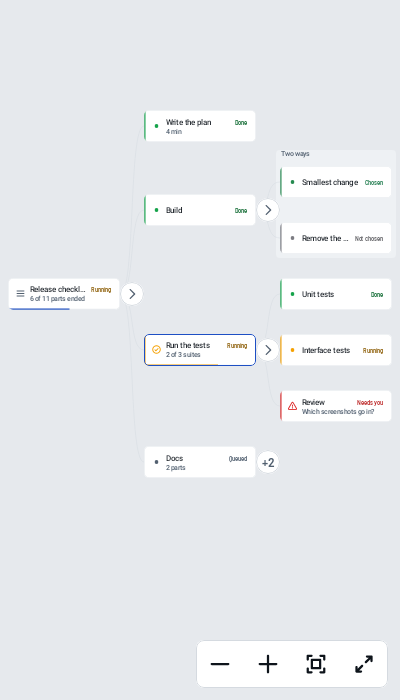 Write the plan
Done
4 min
Two ways
Smallest change
Chosen
Build
Done
Remove the ...
Not chosen
Release checkl...
Running
6 of 11 parts ended
Unit tests
Done
Run the tests
Running
2 of 3 suites
Interface tests
Running
Review
Needs you
Which screenshots go in?
Docs
Queued
2 parts
+2